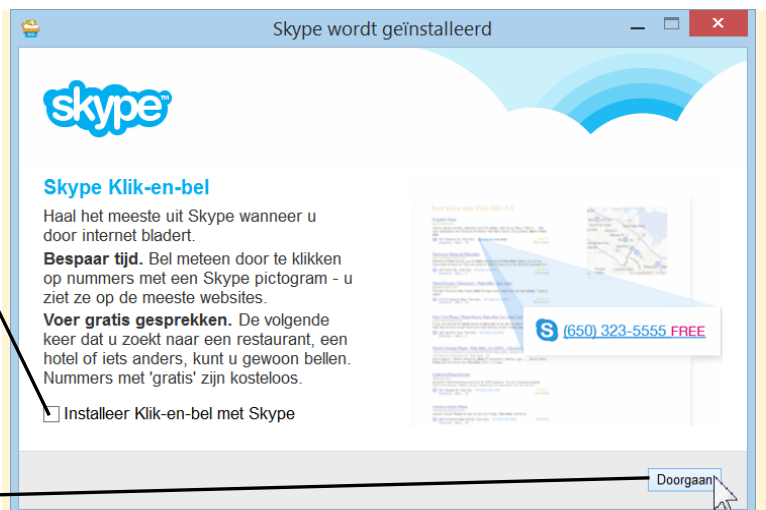 Skype wordt geïnstalleerd
skype™
Skype Klik-en-bel
Haal het meeste uit Skype wanneer u
door internet bladert.
Bespaar tijd. Bel meteen door te klikken
op nummers met een Skype pictogram - u
ziet ze op de meeste websites.
Voer gratis gesprekken. De volgende
keer dat u zoekt naar een restaurant, een
hotel of iets anders, kunt u gewoon bellen.
Nummers met 'gratis' zijn kosteloos.
Installeer Klik-en-bel met Skype
(650) 323-5555 FREE
Doorgaan